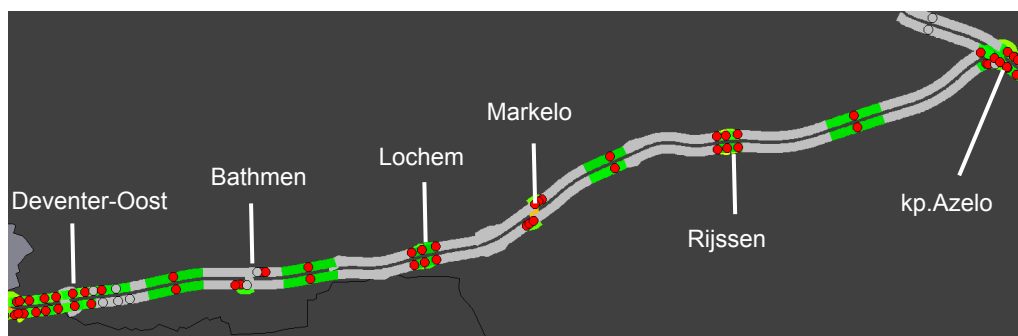 Markelo
Lochem
Bathmen
Deventer-Oost
kp.Azelo
Rijssen